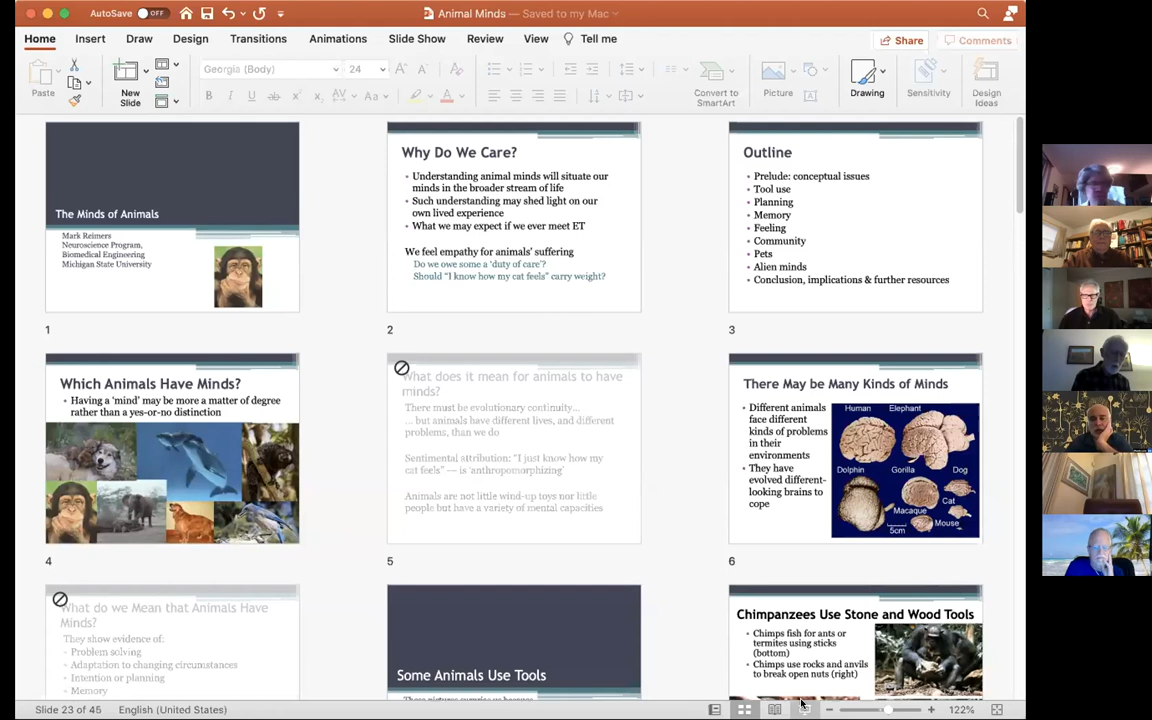 AutoSave OFF
Animal Minds — Saved to my Mac
Home Insert Draw Design Transitions Animations Slide Show Review View Tell me
Share Comments
Paste
New
Slide
Georgia (Body) 24
Convert to
SmartArt
Picture
Drawing
Sensitivity
Design
Ideas
The Minds of Animals
Mark Reimers
Neuroscience Program,
Biomedical Engineering
Michigan State University
1
Why Do We Care?
• Understanding animal minds will situate our
minds in the broader stream of life
• Such understanding may shed light on our
own lived experience
• What we may expect if we ever meet ET
We feel empathy for animals' suffering
Do we owe some a 'duty of care'?
Should "I know how my cat feels" carry weight?
2
Outline
• Prelude: conceptual issues
• Tool use
• Planning
• Memory
• Feeling
• Community
• Pets
• Alien minds
• Conclusion, implications & further resources
3
Which Animals Have Minds?
• Having a 'mind' may be more a matter of degree
rather than a yes-or-no distinction
4
What does it mean for animals to have
minds?
There must be evolutionary continuity...
... but animals have different lives, and different
problems, than we do
Sentimental attribution: "I just know how my
cat feels" — is 'anthropomorphizing'
Animals are not little wind-up toys nor little
people but have a variety of mental capacities
5
There May be Many Kinds of Minds
• Different animals
face different
kinds of problems
in their
environments
• They have
evolved different-
looking brains to
cope
Human Elephant
Dolphin Gorilla Dog
Macaque Cat
Mouse
5cm
6
What do we Mean that Animals Have
Minds?
They show evidence of:
• Problem solving
• Adaptation to changing circumstances
• Intention or planning
• Memory
Some Animals Use Tools
Chimpanzees Use Stone and Wood Tools
• Chimps fish for ants or
termites using sticks
(bottom)
• Chimps use rocks and anvils
to break open nuts (right)
Slide 23 of 45 English (United States) 122%